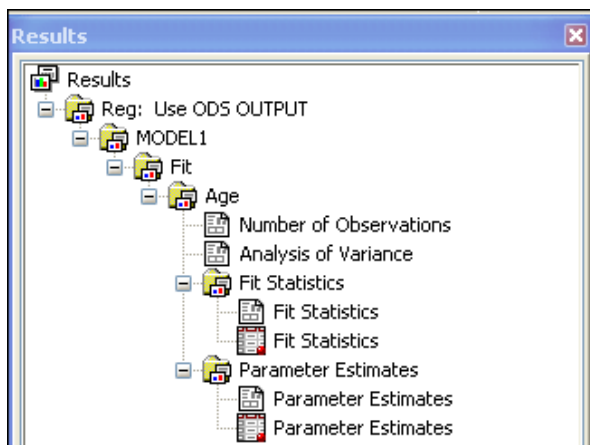 Results
Results
Reg: Use ODS OUTPUT
MODEL1
Fit
Age
Number of Observations
Analysis of Variance
Fit Statistics
Fit Statistics
Fit Statistics
Parameter Estimates
Parameter Estimates
Parameter Estimates